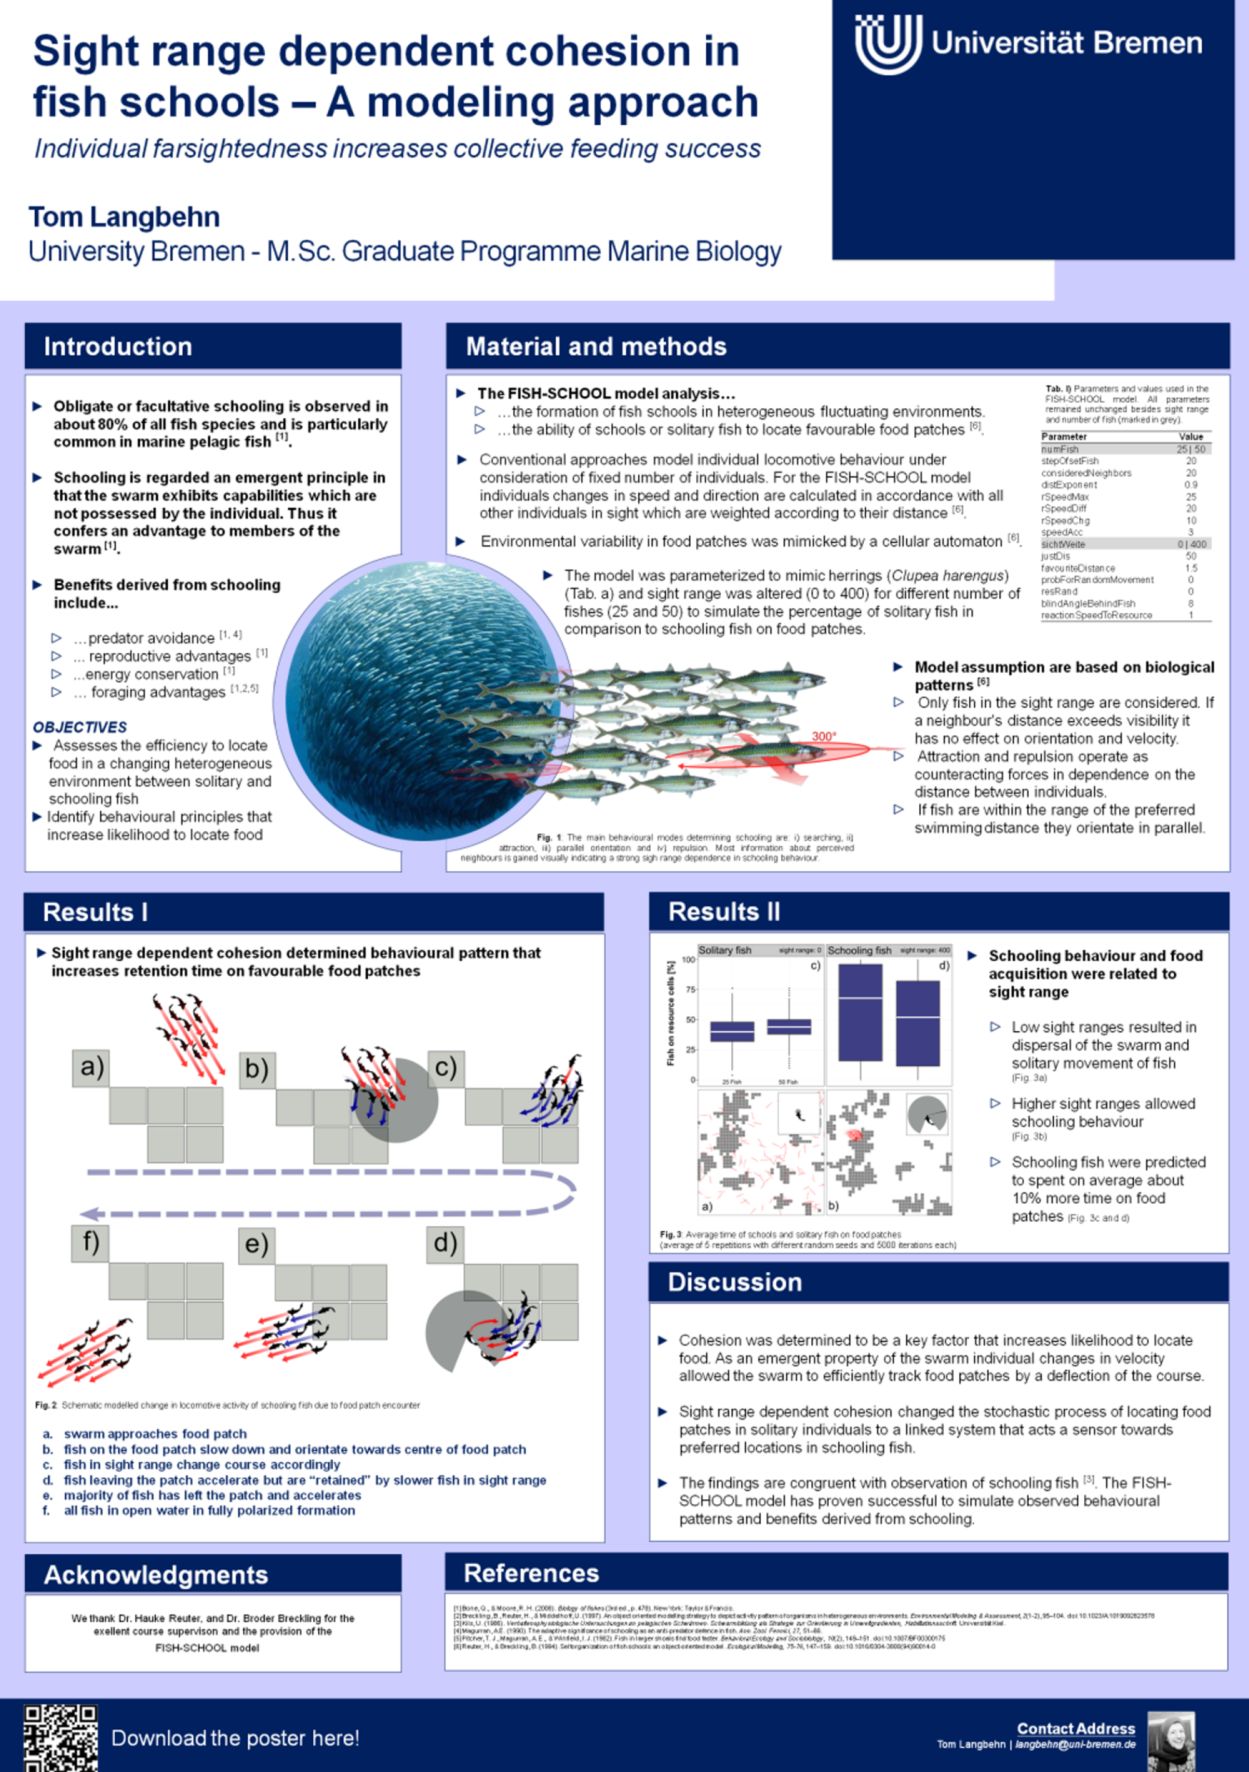 Sight range dependent cohesion in
fish schools – A modeling approach
Individual farsightedness increases collective feeding success
Tom Langbehn
University Bremen - M.Sc. Graduate Programme Marine Biology
Universität Bremen
Introduction
► Obligate or facultative schooling is observed in
about 80% of all fish species and is particularly
common in marine pelagic fish [1].
► Schooling is regarded an emergent principle in
that the swarm exhibits capabilities which are
not possessed by the individual. Thus it
confers an advantage to members of the
swarm [1].
► Benefits derived from schooling
include...
▷ ...predator avoidance [1, 4]
▷ ... reproductive advantages [1]
▷ ...energy conservation [1]
▷ ... foraging advantages [1,2,5]
OBJECTIVES
► Assesses the efficiency to locate
food in a changing heterogeneous
environment between solitary and
schooling fish
► Identify behavioural principles that
increase likelihood to locate food
Material and methods
► The FISH-SCHOOL model analysis…
▷ …the formation of fish schools in heterogeneous fluctuating environments.
▷ …the ability of schools or solitary fish to locate favourable food patches [6].
► Conventional approaches model individual locomotive behaviour under
consideration of fixed number of individuals. For the FISH-SCHOOL model
individuals changes in speed and direction are calculated in accordance with all
other individuals in sight which are weighted according to their distance [6].
► Environmental variability in food patches was mimicked by a cellular automaton [6].
► The model was parameterized to mimic herrings (Clupea harengus)
(Tab. a) and sight range was altered (0 to 400) for different number of
fishes (25 and 50) to simulate the percentage of solitary fish in
comparison to schooling fish on food patches.
Tab. I) Parameters and values used in the
FISH-SCHOOL model. All parameters
remained unchanged besides sight range
and number of fish (marked in grey).
Parameter Value
numFish 25| 50
stepOfsetFish 20
consideredNeighbors 20
distExponent 0.9
rSpeedMax 25
rSpeedDiff 20
rSpeedChg 10
speedAcc 3
sichtWeite 0| 400
justDis 50
favouriteDistance 1.5
probForRandomMovement 0
resRand 0
blindAngleBehindFish 8
reactionSpeedToResource 1
300°
Fig. 1: The main behavioural modes determining schooling are: i) searching, ii)
attraction, iii) parallel orientation and iv) repulsion. Most information about perceived
neighbours is gained visually indicating a strong sigh range dependence in schooling behaviour.
► Model assumption are based on biological
patterns [6]
▷ Only fish in the sight range are considered. If
a neighbour's distance exceeds visibility it
has no effect on orientation and velocity.
▷ Attraction and repulsion operate as
counteracting forces in dependence on the
distance between individuals.
▷ If fish are within the range of the preferred
swimming distance they orientate in parallel.
Results I
► Sight range dependent cohesion determined behavioural pattern that
increases retention time on favourable food patches
a)
b)
c)
f)
e)
d)
Fig. 2: Schematic modelled change in locomotive activity of schooling fish due to food patch encounter
a. swarm approaches food patch
b. fish on the food patch slow down and orientate towards centre of food patch
c. fish in sight range change course accordingly
d. fish leaving the patch accelerate but are “retained” by slower fish in sight range
e. majority of fish has left the patch and accelerates
f. all fish in open water in fully polarized formation
Results II
Solitary fish sight range: 0 Schooling fish sight range: 400
Fish on resource cells [%]
100
75
50
25
0
c)
d)
25 Fish 50 Fish
a)
b)
Fig. 3: Average time of schools and solitary fish on food patches
(average of 5 repetitions with different random seeds and 5000 iterations each)
► Schooling behaviour and food
acquisition were related to
sight range
▷ Low sight ranges resulted in
dispersal of the swarm and
solitary movement of fish
(Fig. 3a)
▷ Higher sight ranges allowed
schooling behaviour
(Fig. 3b)
▷ Schooling fish were predicted
to spent on average about
10% more time on food
patches (Fig. 3c and d)
Discussion
► Cohesion was determined to be a key factor that increases likelihood to locate
food. As an emergent property of the swarm individual changes in velocity
allowed the swarm to efficiently track food patches by a deflection of the course.
► Sight range dependent cohesion changed the stochastic process of locating food
patches in solitary individuals to a linked system that acts a sensor towards
preferred locations in schooling fish.
► The findings are congruent with observation of schooling fish [3]. The FISH-
SCHOOL model has proven successful to simulate observed behavioural
patterns and benefits derived from schooling.
Acknowledgments
We thank Dr. Hauke Reuter, and Dr. Broder Breckling for the
exellent course supervision and the provision of the
FISH-SCHOOL model
References
[1] Bone, Q., & Moore, R. H. (2008). Biology of fishes (3rd ed., p. 478). New York: Taylor & Francis.
[2] Breckling, B., Reuter, H., & Middelhoff, U. (1997). An object oriented modelling strategy to depict activity pattern of organisms in heterogeneous environments. Environmental Modeling & Assessment, 2(1-2), 95–104.
[3] Kils, U. (1986). Verhaltensphysiologische Untersuchungen an pelagischen Schwärmen- Schwarmbildung als Strategie zur Orientierung in Umweltgradienten, Habilitationsschrift. Universität Kiel.
[4] Magurran, A.E. (1990). The adaptive significance of schooling as an anti-predator defence in fish. Ann. Zool. Fennici, 27, 51–66.
[5] Pitcher, T. J., Magurran, A. E., & Winfield, I. J. (1982). Fish in larger shoals find food faster. Behavioral Ecology and Sociobiology, 10(2), 149–151.
[6] Reuter, H., & Breckling, B. (1994). Selforganization of fish schools: an object-oriented model. Ecological Modelling, 75-76, 147–159.
Download the poster here!
Contact Address
Tom Langbehn | langbehn@uni-bremen.de